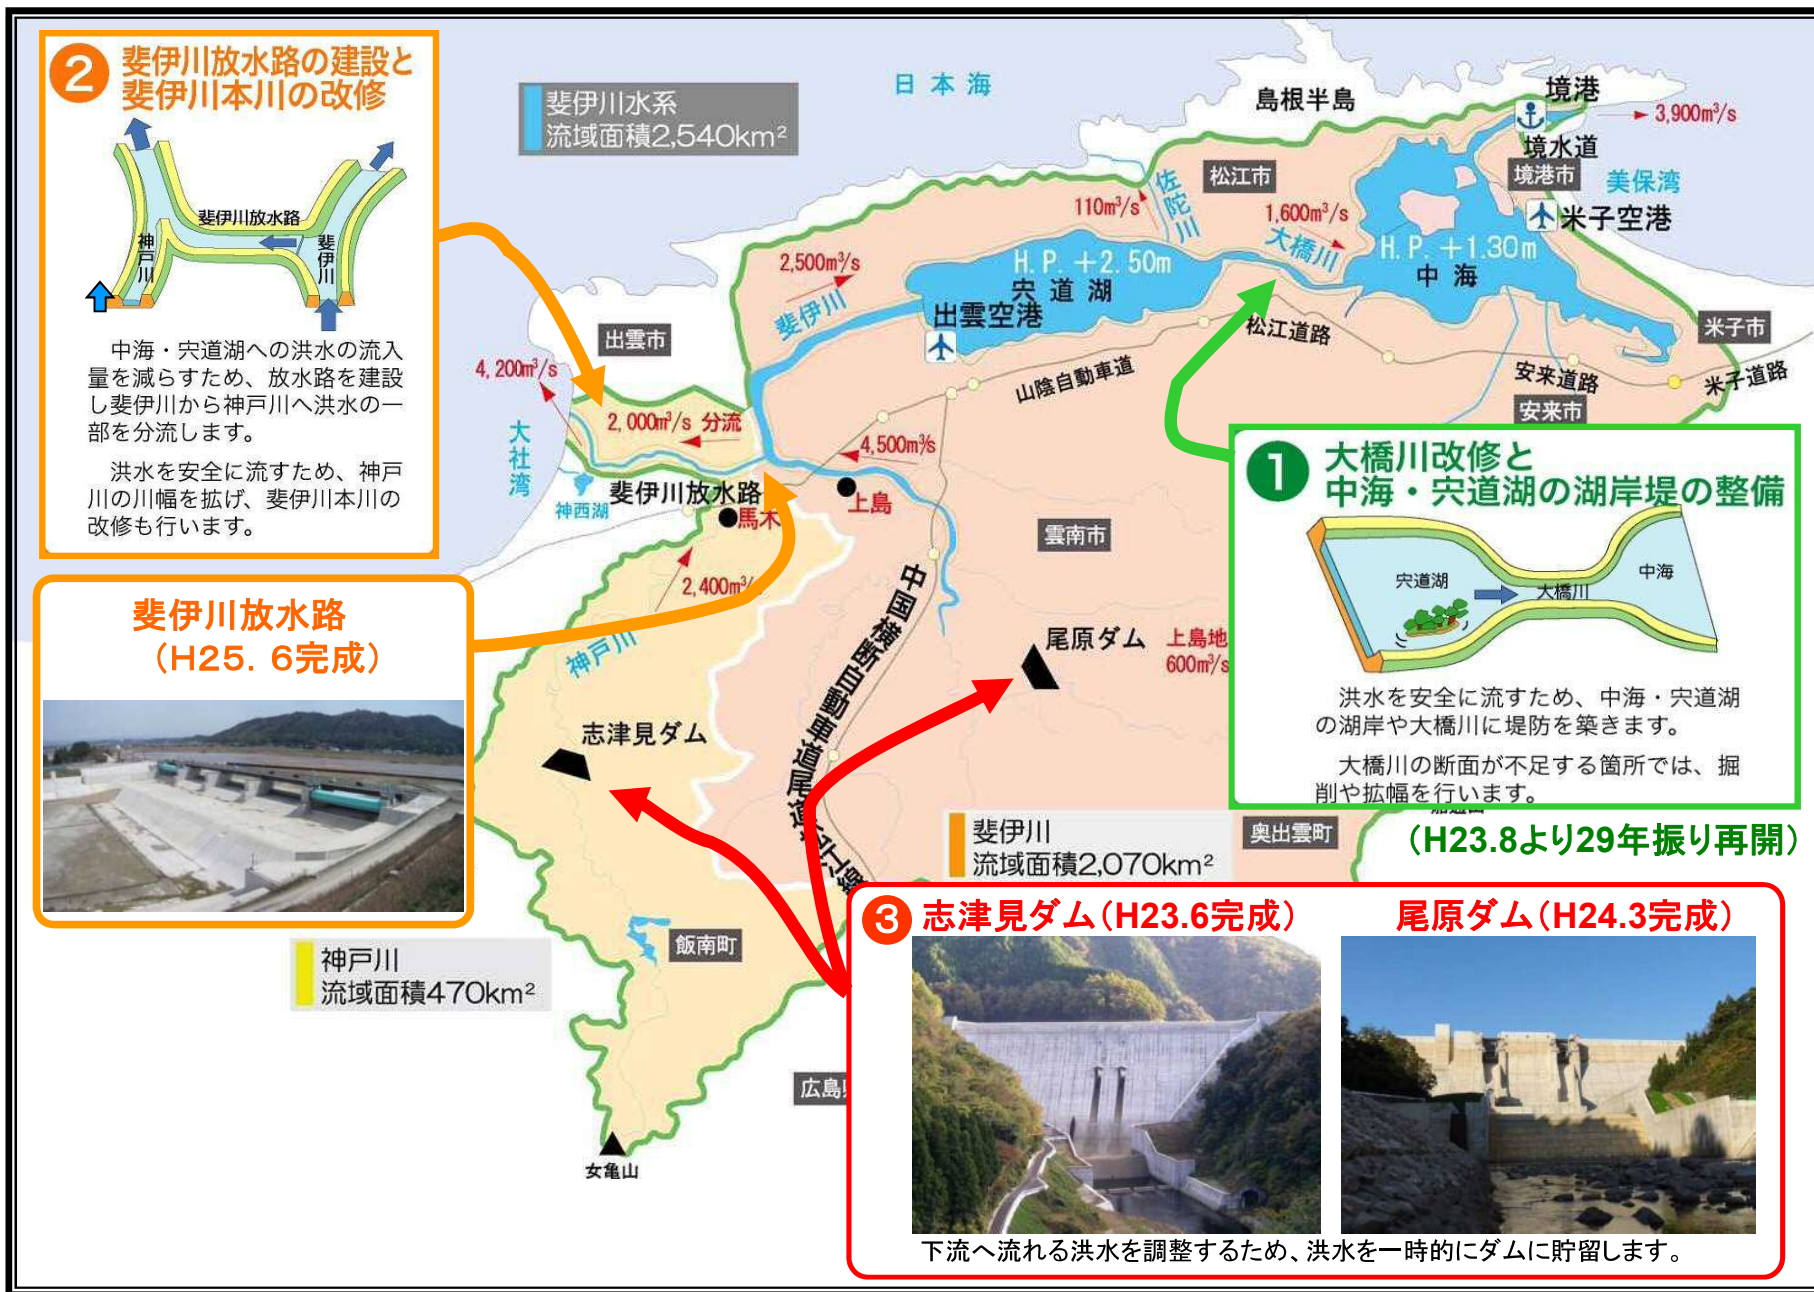 ② 斐伊川放水路の建設と
斐伊川本川の改修
斐伊川放水路
神戸川
斐伊川
中海・宍道湖への洪水の流入
量を減らすため、放水路を建設
し斐伊川から神戸川へ洪水の一
部を分流します。
洪水を安全に流すため、神戸
川の川幅を拡げ、斐伊川本川の
改修も行います。
斐伊川水系
流域面積2,540km²
日本海
島根半島
境港
3,900m³/s
境水道
境港市
美保湾
米子空港
松江市
佐陀川
110m³/s
1,600m³/s
大橋川
H.P.+1.30m
中海
2,500m³/s
H.P.+2.50m
宍道湖
斐伊川
出雲空港
出雲市
米子市
松江道路
山陰自動車道
安来道路
米子道路
安来市
4,200m³/s
2,000m³/s 分流
4,500m³/s
大社湾
神西湖
斐伊川放水路
馬木
上島
雲南市
2,400m³/
神戸川
中国横断自動車道尾道松江線
尾原ダム
上島地
600m³/s
志津見ダム
① 大橋川改修と
中海・宍道湖の湖岸堤の整備
宍道湖
大橋川
中海
洪水を安全に流すため、中海・宍道湖
の湖岸や大橋川に堤防を築きます。
大橋川の断面が不足する箇所では、掘
削や拡幅を行います。
(H23.8より29年振り再開)
斐伊川放水路
(H25.6完成)
斐伊川
流域面積2,070km²
奥出雲町
飯南町
神戸川
流域面積470km²
広島
女亀山
③ 志津見ダム(H23.6完成)
尾原ダム(H24.3完成)
下流へ流れる洪水を調整するため、洪水を一時的にダムに貯留します。